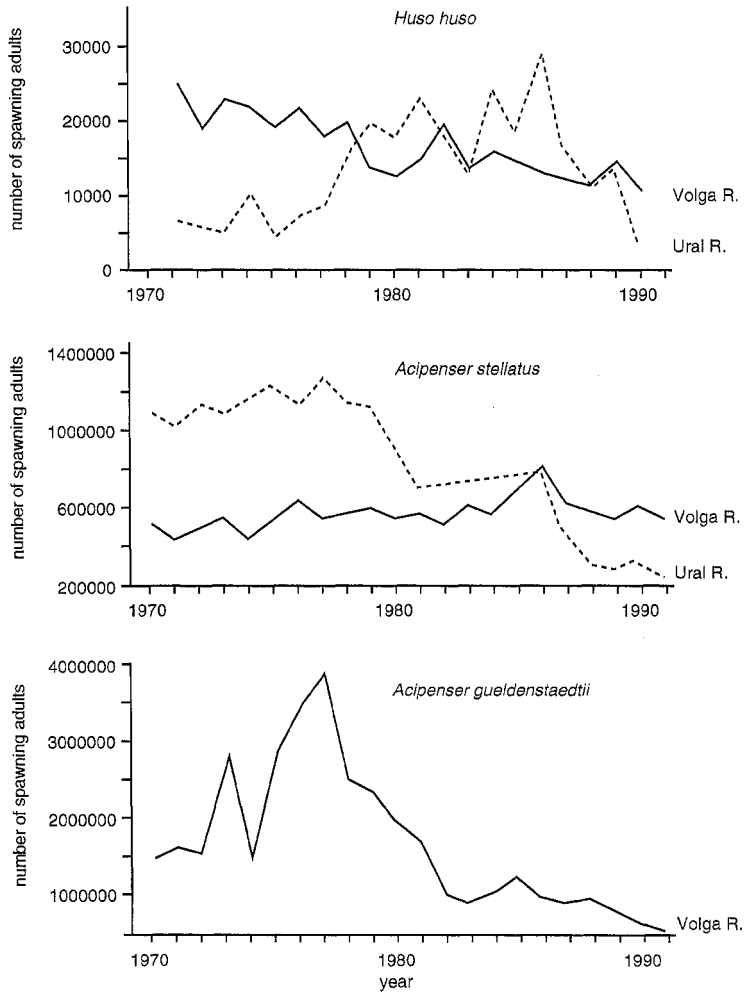 Huso huso
number of spawning adults
30000
20000
10000
0
Volga R.
Ural R.
1970 1980 1990
Acipenser stellatus
number of spawning adults
1400000
1000000
600000
200000
Volga R.
Ural R.
1970 1980 1990
Acipenser gueldenstaedtii
number of spawning adults
4000000
3000000
2000000
1000000
Volga R.
1970 1980 1990
year